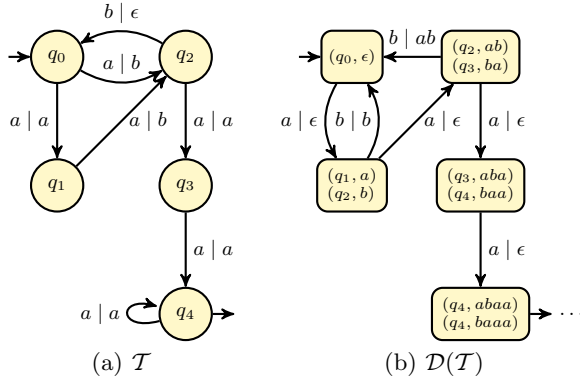 b | ϵ
q₀
a | b
q₂
a | a
a | b
a | a
q₁
q₃
a | a
a | a
q₄
(a) 𝒯
b | ab
(q₀, ϵ)
(q₂, ab)
(q₃, ba)
a | ϵ
b | b
a | ϵ
a | ϵ
(q₁, a)
(q₂, b)
(q₃, aba)
(q₄, baa)
a | ϵ
(q₄, abaa)
(q₄, baaa)
···
(b) 𝒟(𝒯)